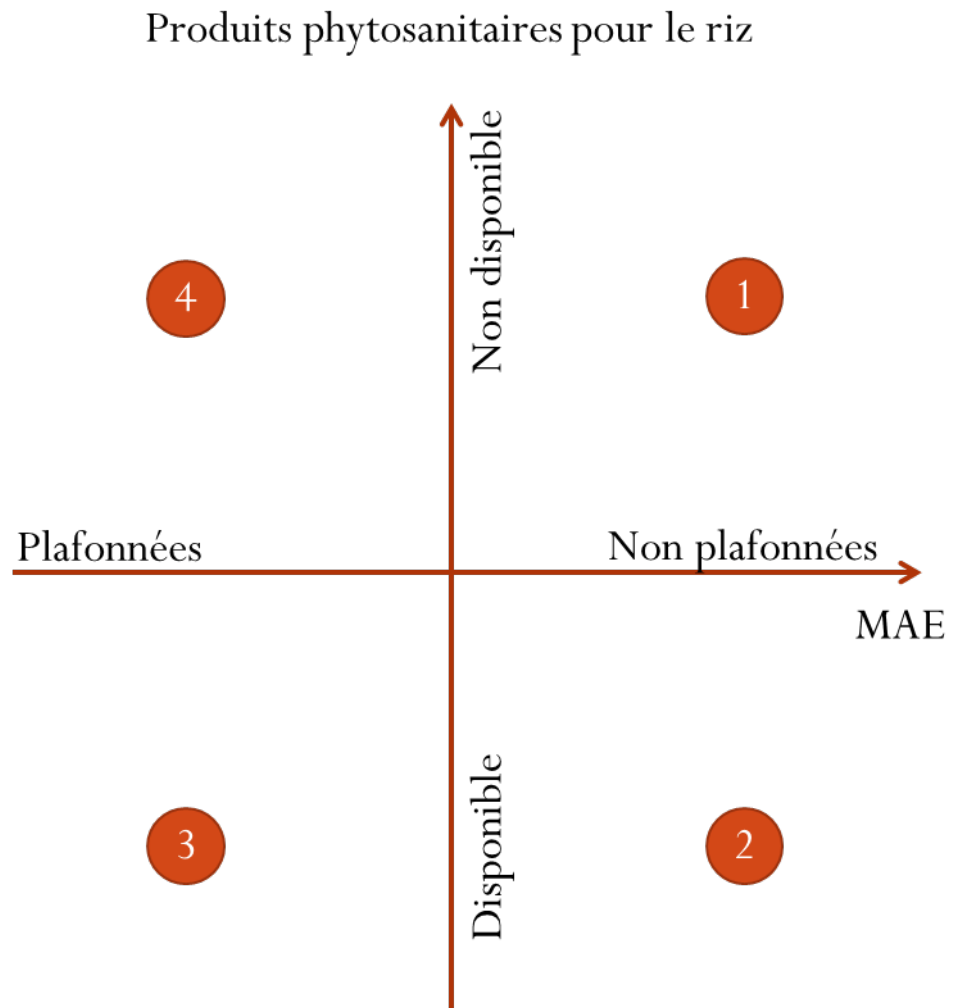 Produits phytosanitaires pour le riz
Non disponible
4
1
Plafonnées
Non plafonnées
MAE
Disponible
3
2